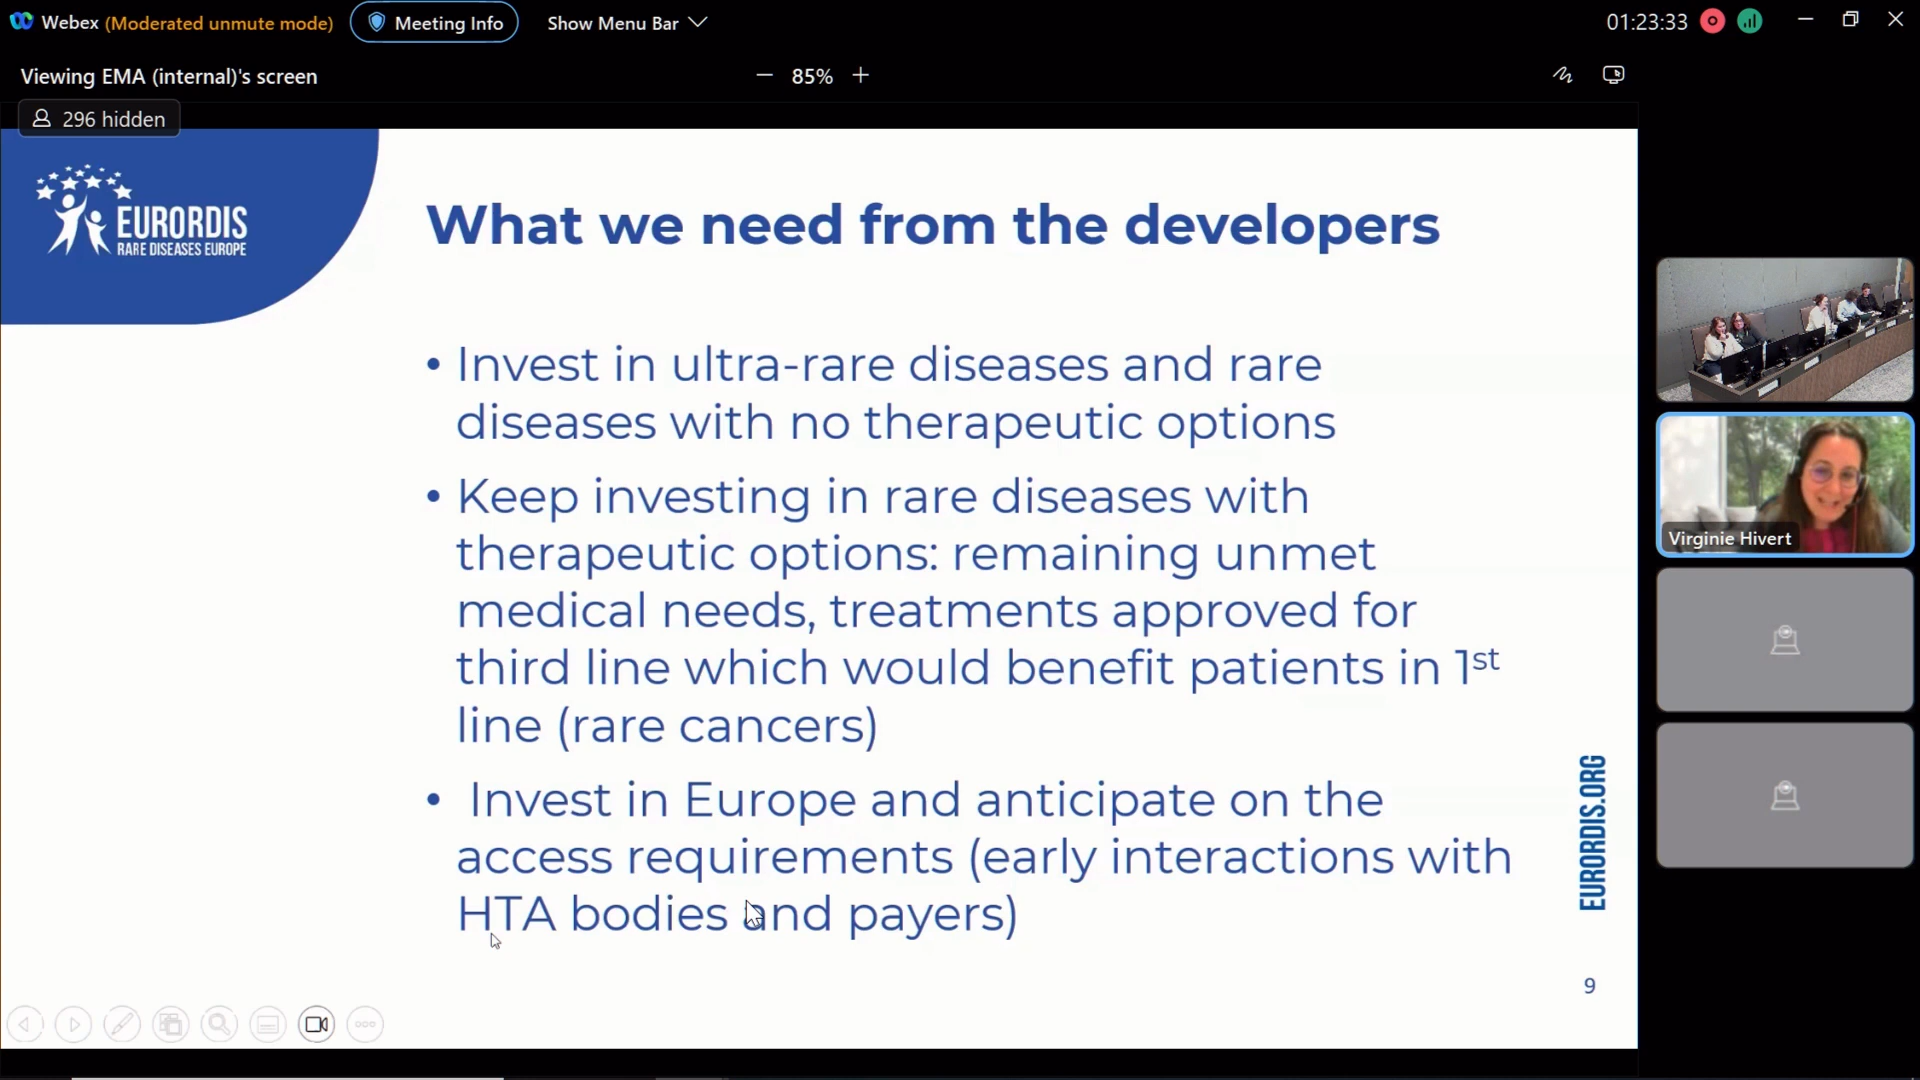 Webex (Moderated unmute mode)
Meeting Info
Show Menu Bar
01:23:33
Viewing EMA (internal)'s screen
85%
296 hidden
EURORDIS
RARE DISEASES EUROPE
What we need from the developers
• Invest in ultra-rare diseases and rare
diseases with no therapeutic options
• Keep investing in rare diseases with
therapeutic options: remaining unmet
medical needs, treatments approved for
third line which would benefit patients in 1st
line (rare cancers)
• Invest in Europe and anticipate on the
access requirements (early interactions with
HTA bodies and payers)
EURORDIS.ORG
9
Virginie Hivert